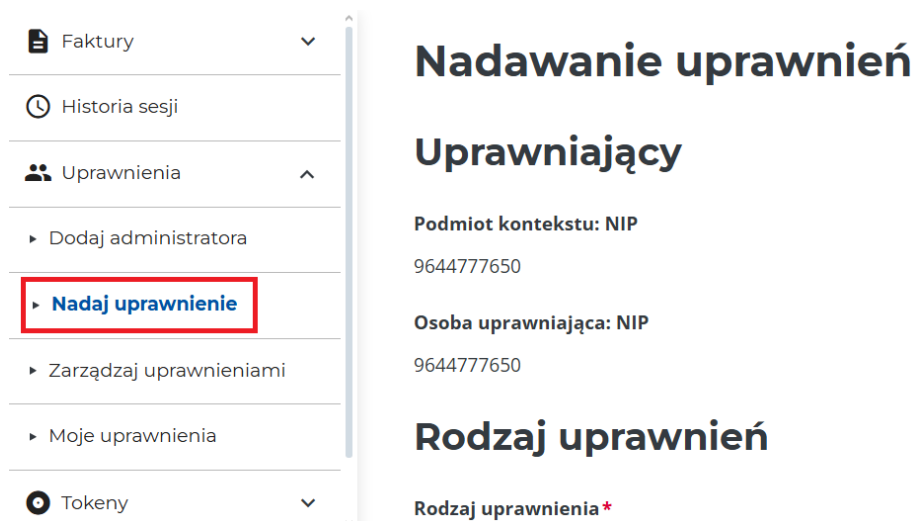 Faktury
Historia sesji
Uprawnienia
Dodaj administratora
Nadaj uprawnienie
Zarządzaj uprawnieniami
Moje uprawnienia
Tokeny
Nadawanie uprawnień
Uprawniający
Podmiot kontekstu: NIP
9644777650
Osoba uprawniająca: NIP
9644777650
Rodzaj uprawnień
Rodzaj uprawnienia*